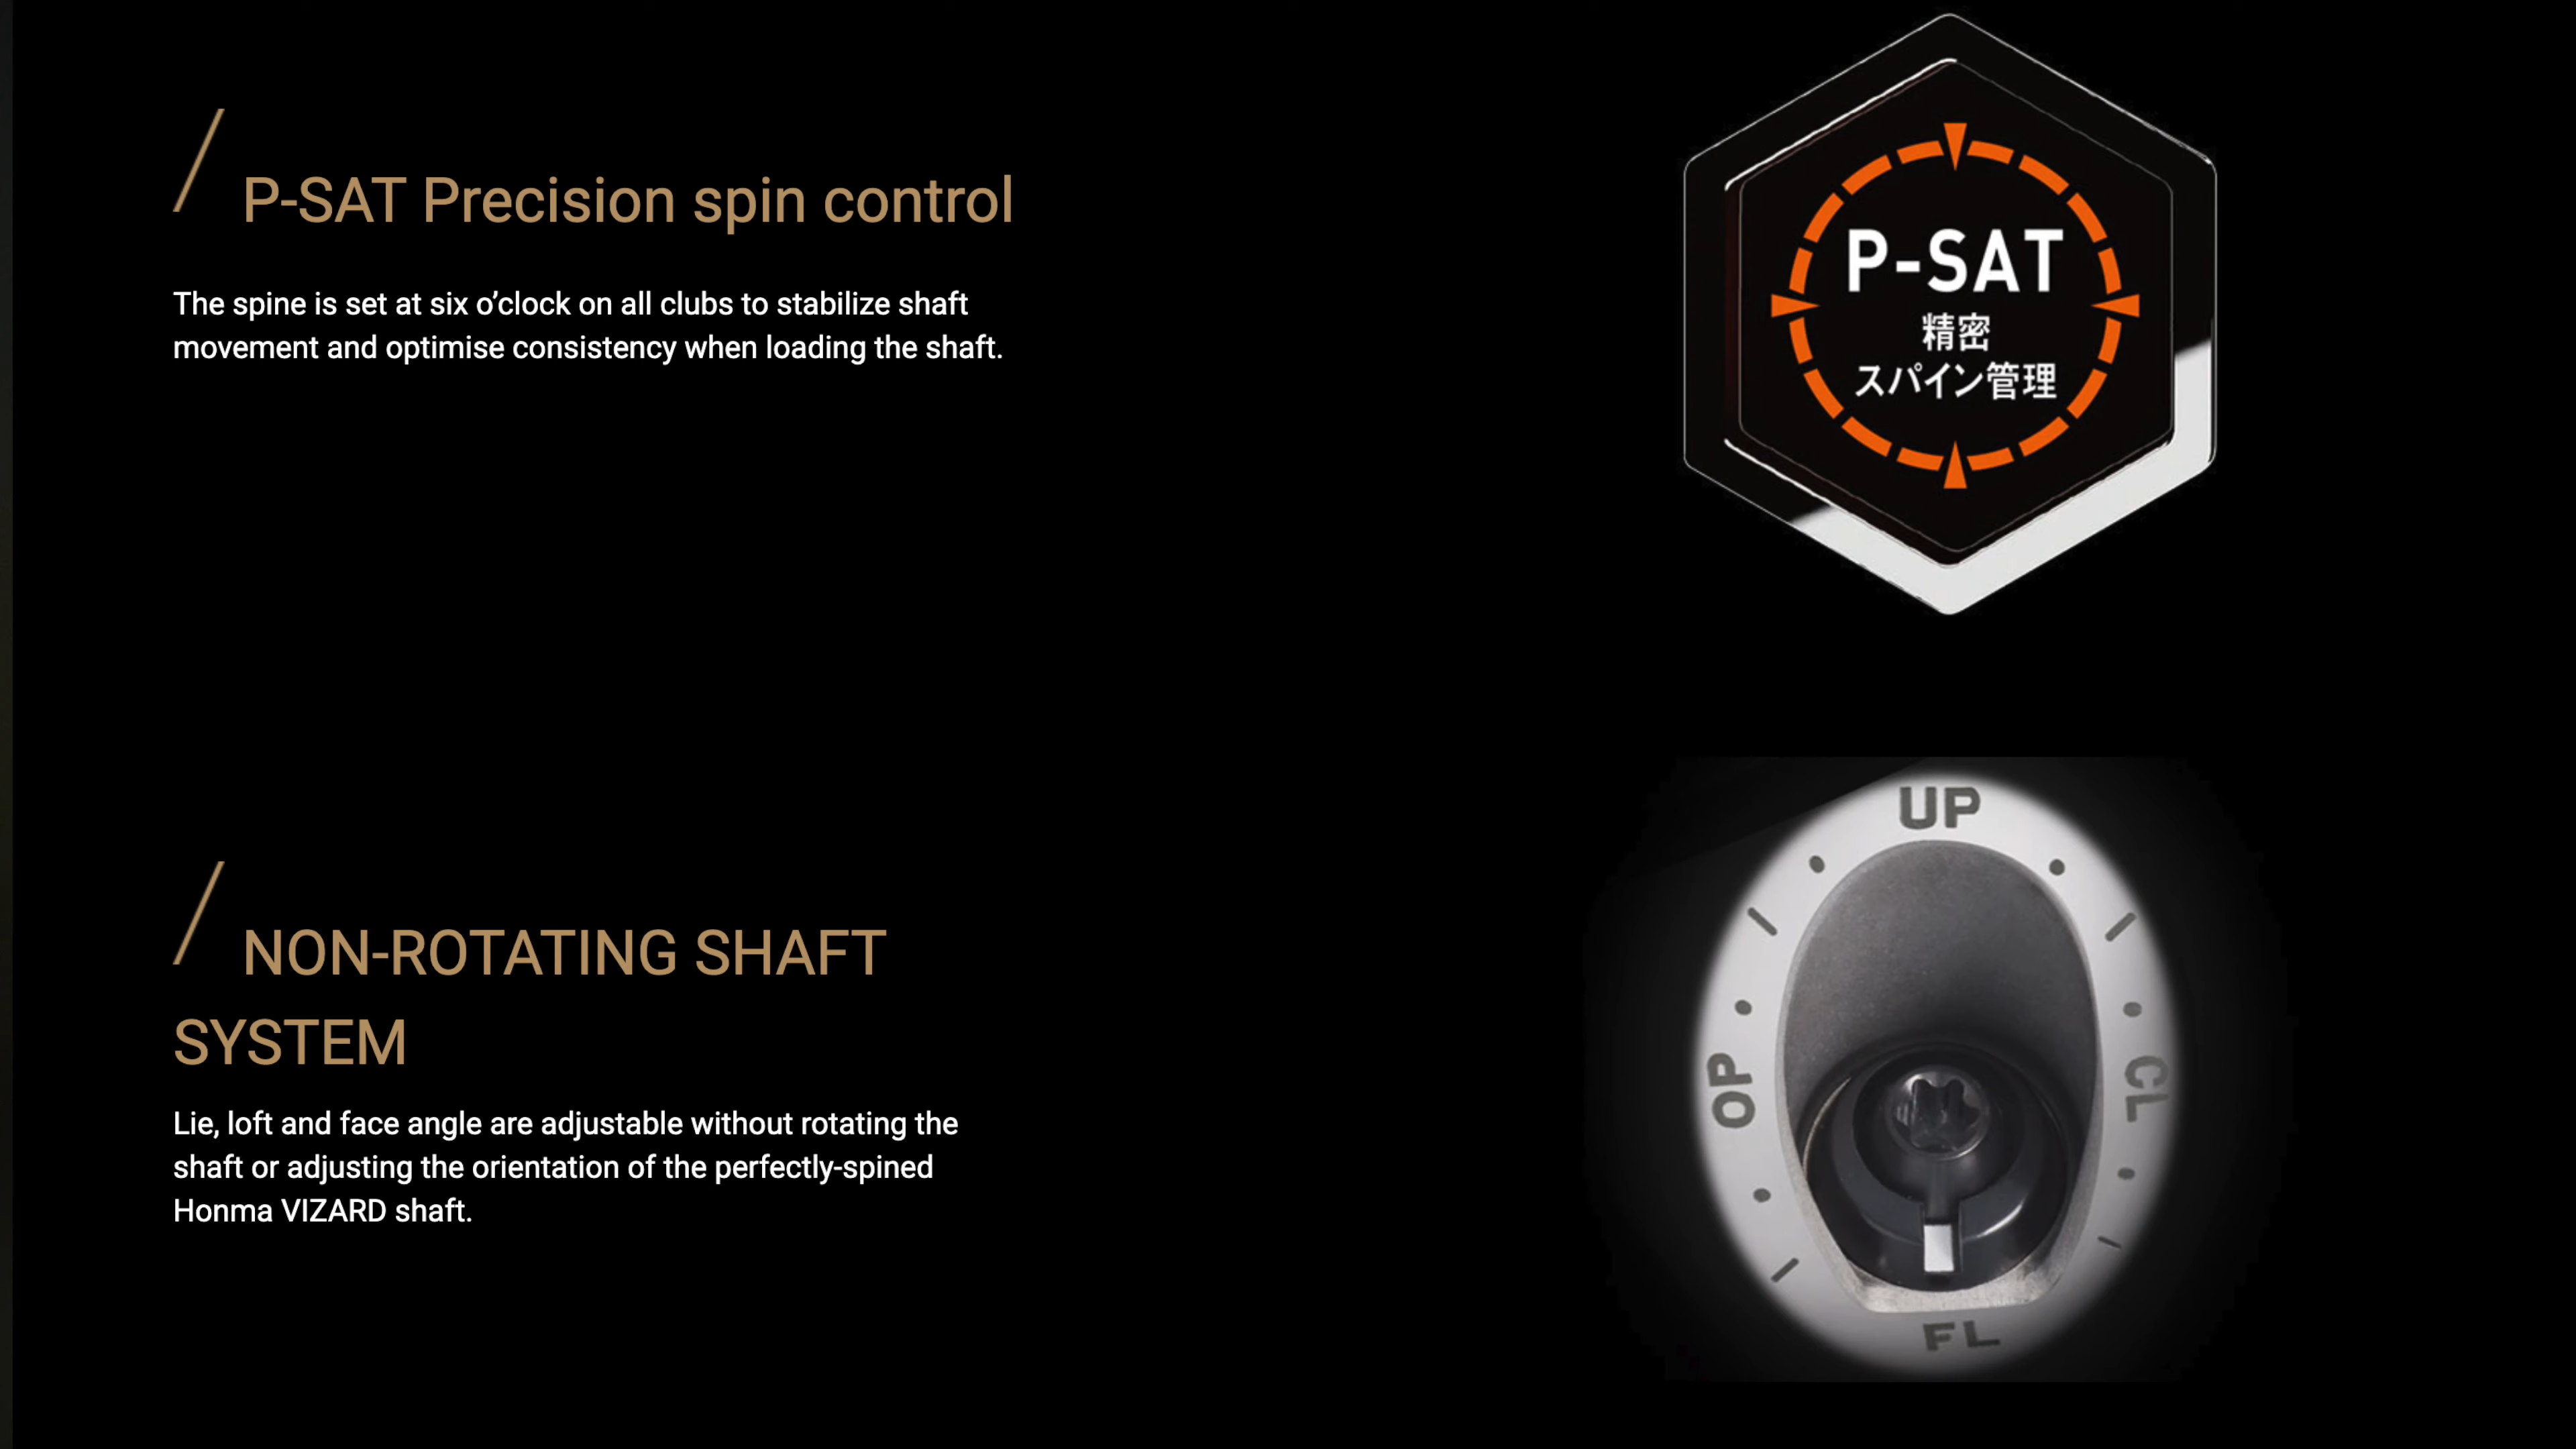 P-SAT Precision spin control
The spine is set at six o’clock on all clubs to stabilize shaft
movement and optimise consistency when loading the shaft.
P-SAT
精密
スパイン管理
NON-ROTATING SHAFT
SYSTEM
Lie, loft and face angle are adjustable without rotating the
shaft or adjusting the orientation of the perfectly-spined
Honma VIZARD shaft.
UP
OP
CL
FL